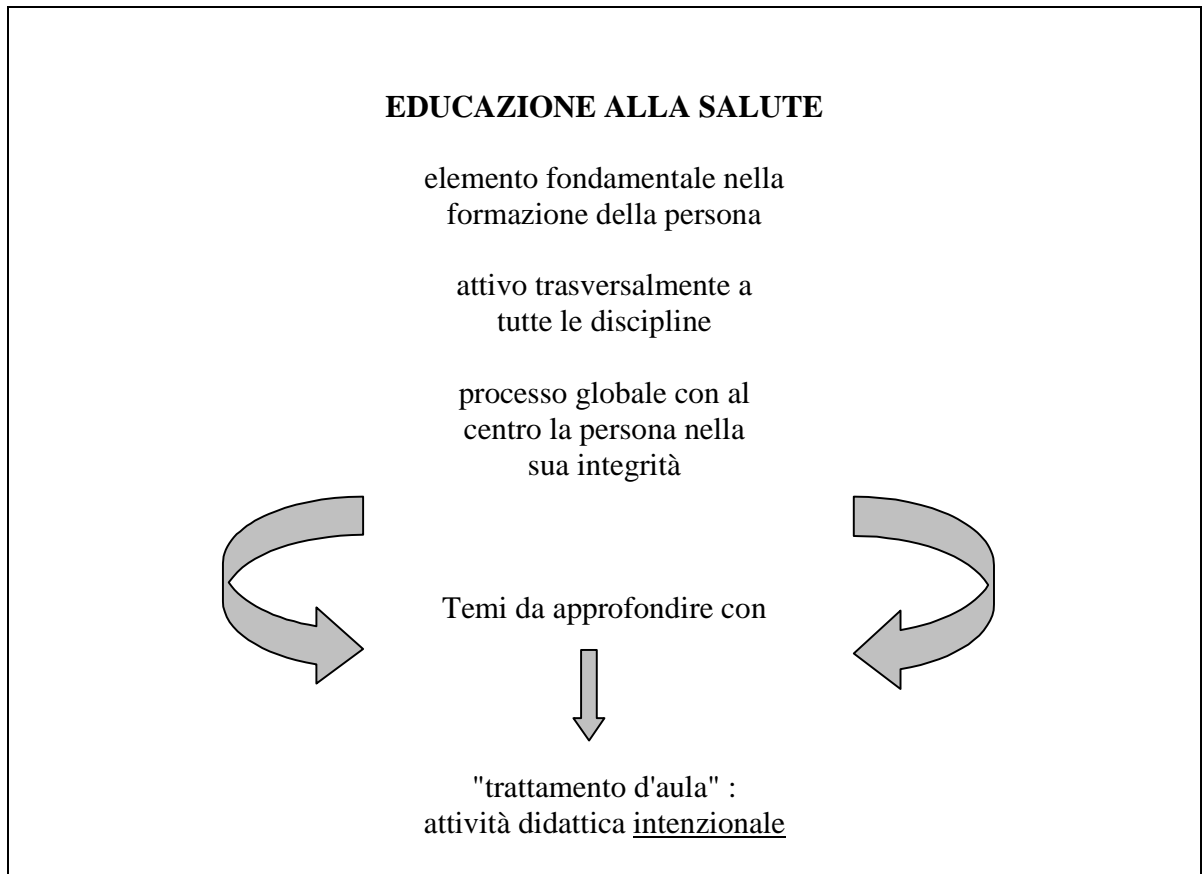 EDUCAZIONE ALLA SALUTE
elemento fondamentale nella
formazione della persona
attivo trasversalmente a
tutte le discipline
processo globale con al
centro la persona nella
sua integrità
Temi da approfondire con
"trattamento d'aula" :
attività didattica intenzionale